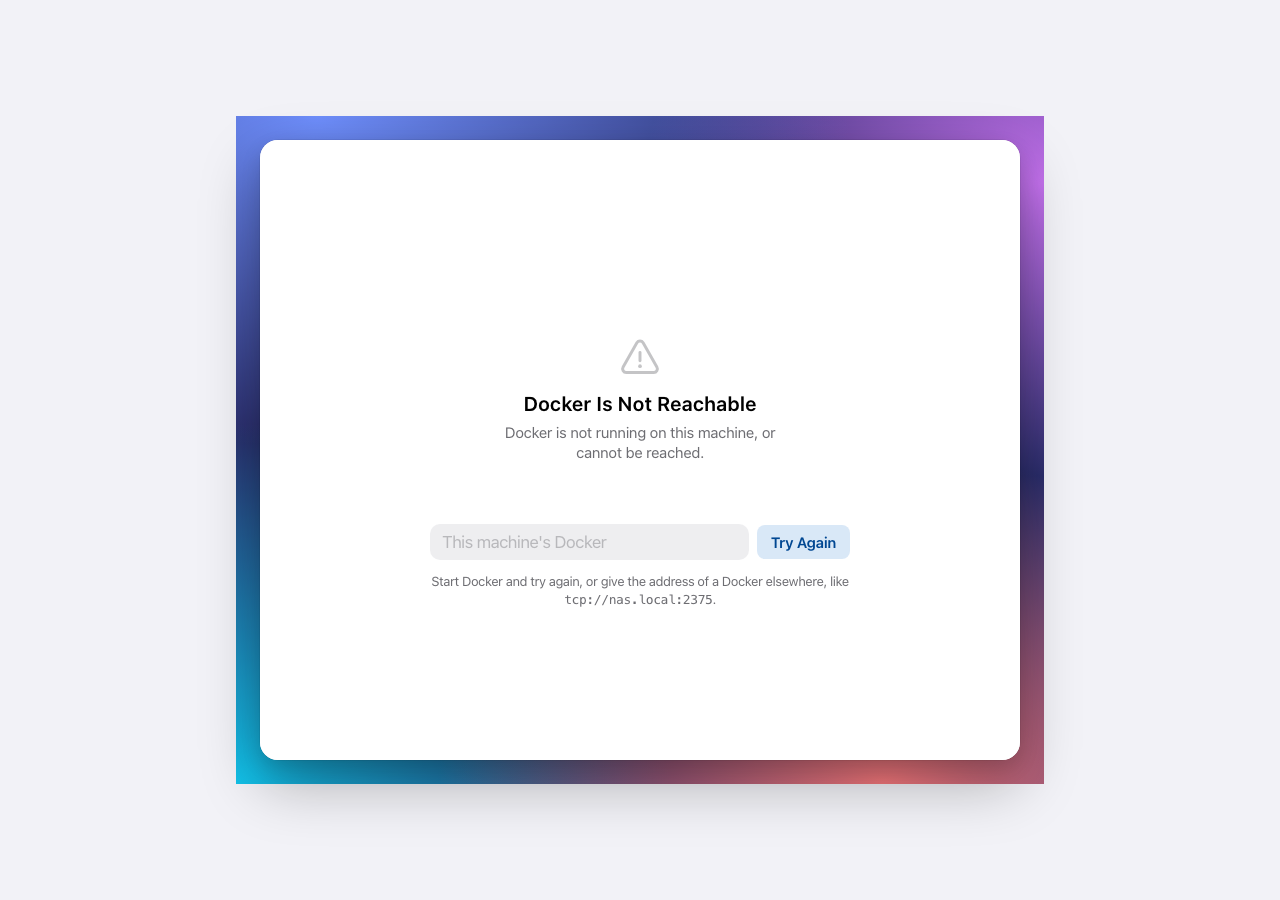 Docker Is Not Reachable
Docker is not running on this machine, or
cannot be reached.
This machine's Docker
Try Again
Start Docker and try again, or give the address of a Docker elsewhere, like
tcp://nas.local:2375.